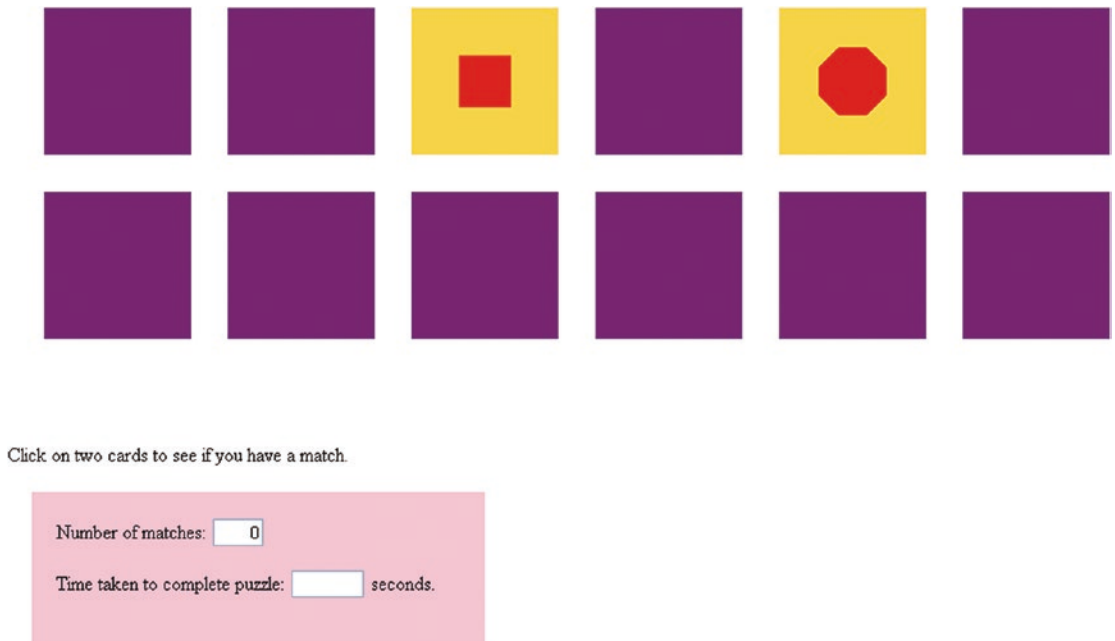 Click on two cards to see if you have a match.
Number of matches: 0
Time taken to complete puzzle: seconds.